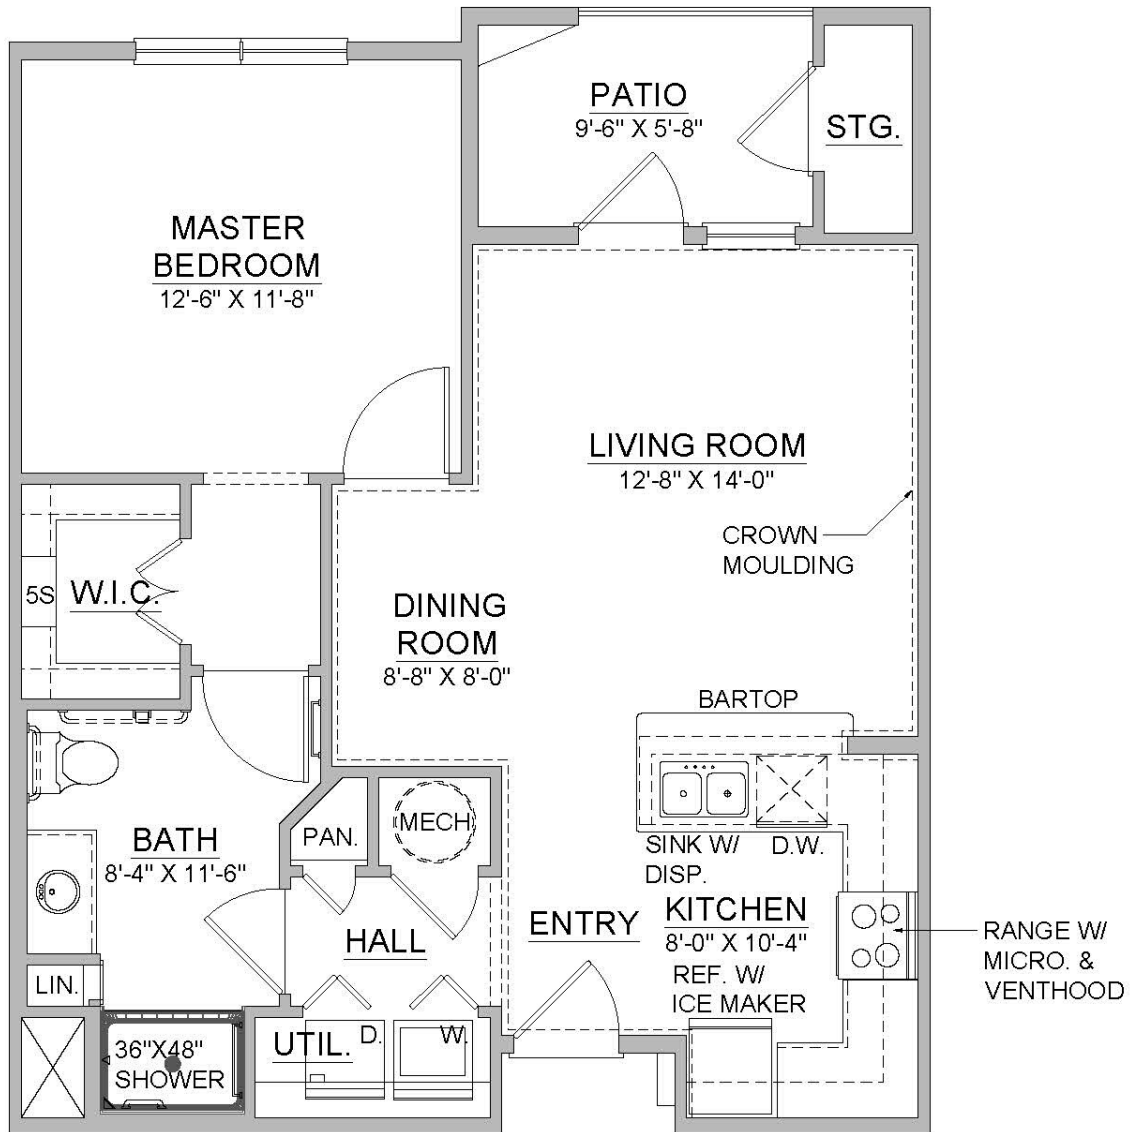 PATIO
9'-6" X 5'-8"
STG.
MASTER
BEDROOM
12'-6" X 11'-8"
LIVING ROOM
12'-8" X 14'-0"
CROWN
MOULDING
5S
W.I.C.
DINING
ROOM
8'-8" X 8'-0"
BARTOP
BATH
8'-4" X 11'-6"
PAN.
MECH
SINK W/
DISP.
D.W.
HALL
ENTRY
KITCHEN
8'-0" X 10'-4"
REF. W/
ICE MAKER
RANGE W/
MICRO. &
VENTHOOD
LIN.
UTIL.
D.
W.
36"X48"
SHOWER